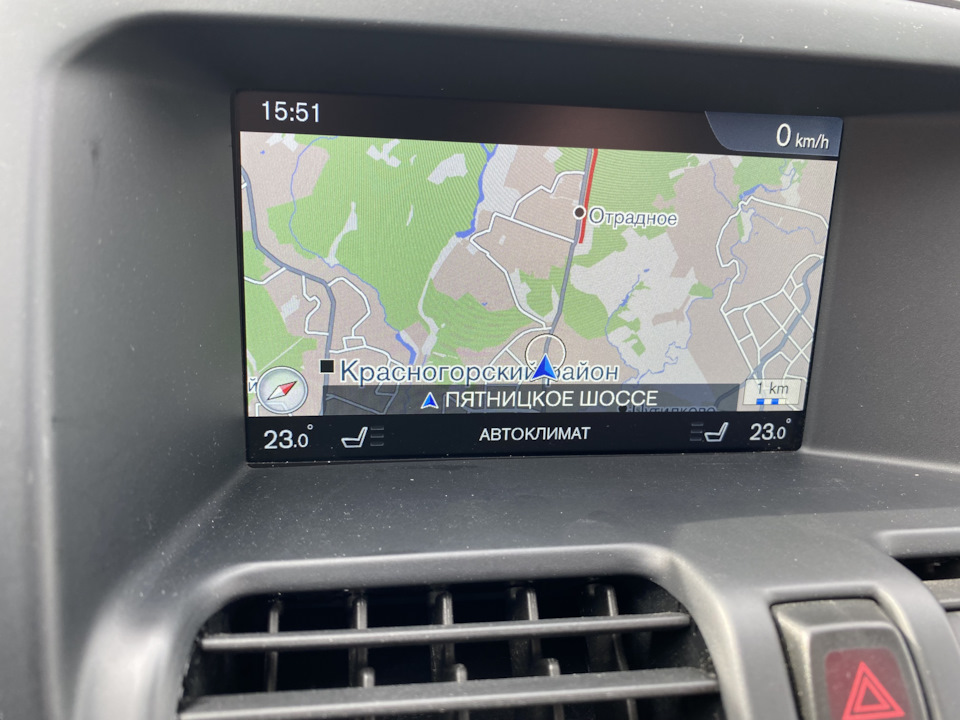 15:51
0 km/h
Отрадное
Красногорский район
ПЯТНИЦКОЕ ШОССЕ
1 km
23.0°
АВТОКЛИМАТ
23.0°